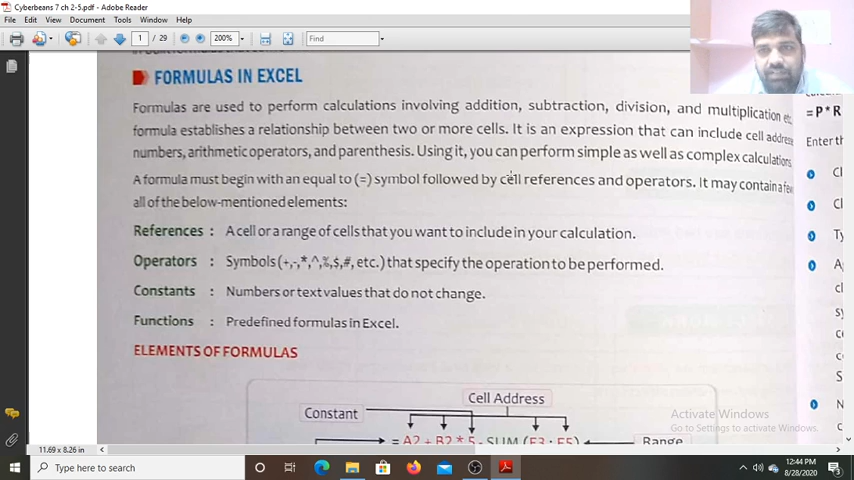 Cyberbeans 7 ch 2-5.pdf - Adobe Reader
File Edit View Document Tools Window Help
1 / 29 200% Find
FORMULAS IN EXCEL
Formulas are used to perform calculations involving addition, subtraction, division, and multiplication etc
formula establishes a relationship between two or more cells. It is an expression that can include cell addre
numbers, arithmetic operators, and parenthesis. Using it, you can perform simple as well as complex calculations
A formula must begin with an equal to (=) symbol followed by cell references and operators. It may contain a few
all of the below-mentioned elements:
References : A cell or a range of cells that you want to include in your calculation.
Operators : Symbols (+,-,*,^,%,$,#, etc.) that specify the operation to be performed.
Constants : Numbers or text values that do not change.
Functions : Predefined formulas in Excel.
ELEMENTS OF FORMULAS
Cell Address
Constant
= A2 + B2 * 5 - SUM (E3 : E5)
Range
= P * R
Enter th
Cl
Cl
Ty
A
cl
S
N
Activate Windows
Go to Settings to activate Windows.
11.69 x 8.26 in
Type here to search
12:44 PM
8/28/2020